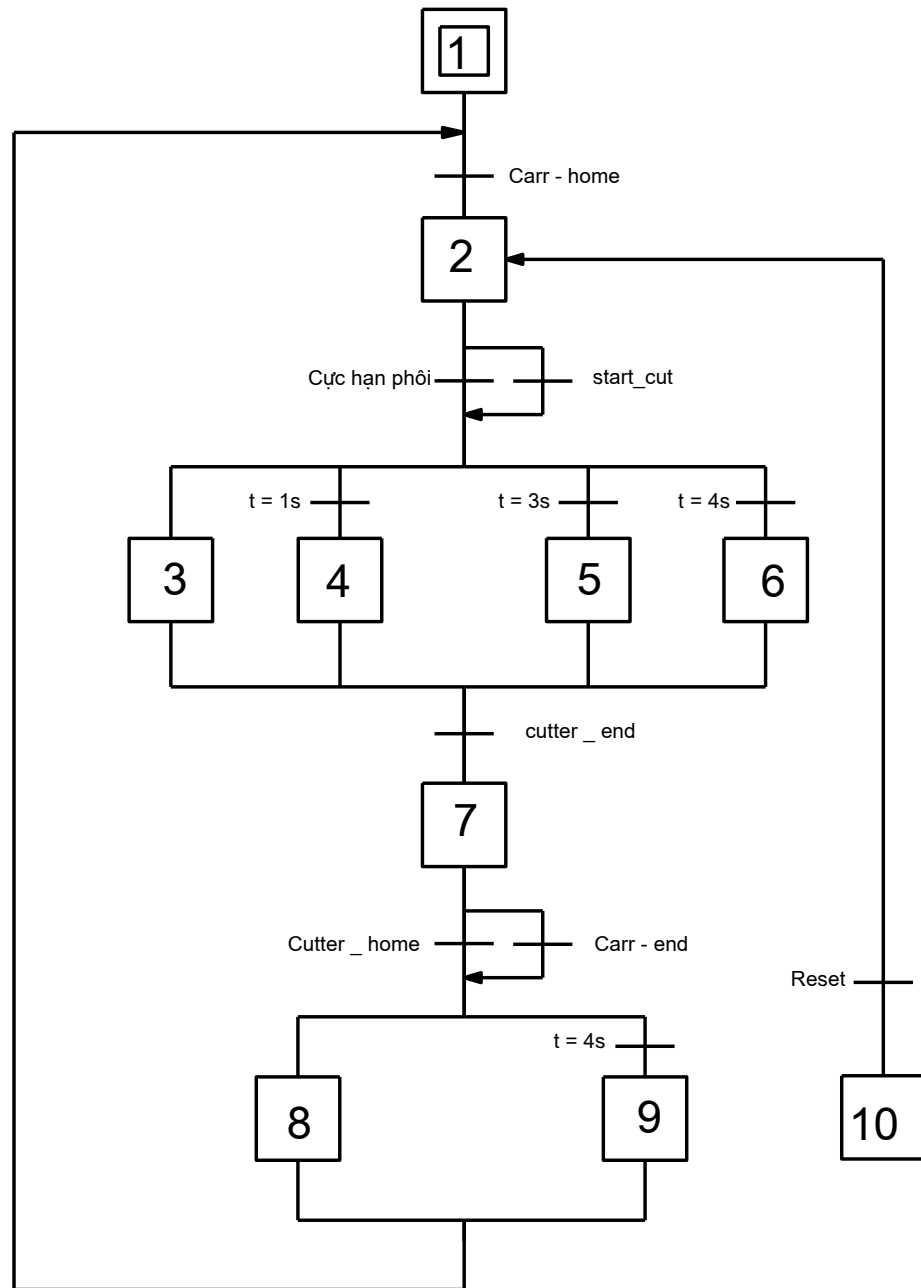 1
Carr - home
2
Cực hạn phôi
start_cut
t = 1s
t = 3s
t = 4s
3
4
5
6
cutter _ end
7
Cutter _ home
Carr - end
Reset
t = 4s
8
9
10